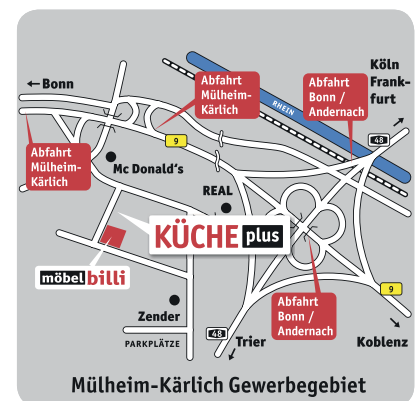 Köln
Frank-
furt
←Bonn
Abfahrt
Mülheim-
Kärlich
Abfahrt
Bonn /
Andernach
RHEIN
48
9
Abfahrt
Mülheim-
Kärlich
Mc Donald's
REAL
KÜCHE plus
möbel billi
Zender
PARKPLÄTZE
Abfahrt
Bonn /
Andernach
9
48
Trier
Koblenz
Mülheim-Kärlich Gewerbegebiet